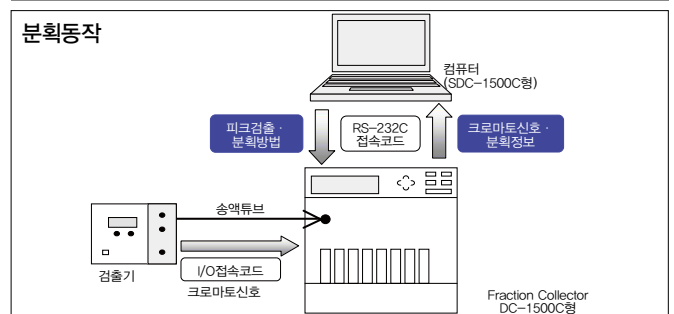 분획동작
컴퓨터
(SDC-1500C형)
피크검출·
분획방법
RS-232C
접속코드
크로마토신호·
분획정보
송액튜브
검출기
I/O접속코드
크로마토신호
Fraction Collector
DC-1500C형